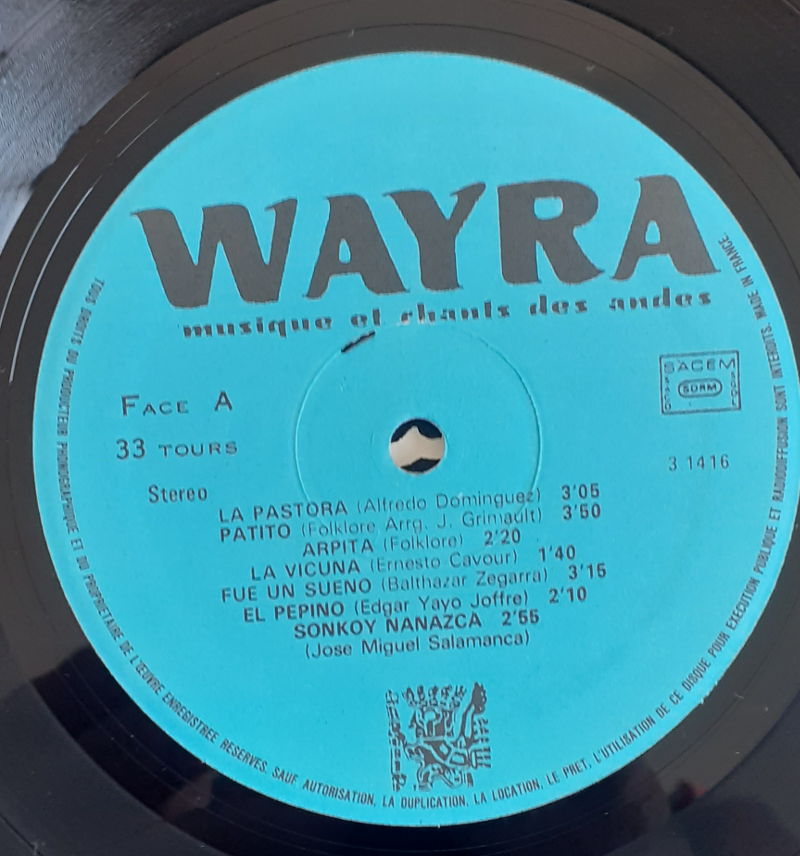 WAYRA
musique et chants des andes
FACE A
SACEM
SDRM
SACD
SGDL
33 TOURS
3 1416
Stereo
LA PASTORA (Alfredo Dominguez) 3'05
PATITO (Folklore, Arrg. J. Grimault) 3'50
ARPITA (Folklore) 2'20
LA VICUNA (Ernesto Cavour) 1'40
FUE UN SUENO (Balthazar Zegarra) 3'15
EL PEPINO (Edgar Yayo Joffre) 2'10
SONKOY NANAZCA 2'55
(Jose Miguel Salamanca)
TOUS DROITS DU PRODUCTEUR PHONOGRAPHIQUE ET DU PROPRIETAIRE DE L'ŒUVRE ENREGISTREE RESERVES. SAUF AUTORISATION, LA DUPLICATION, LA LOCATION, LE PRET, L'UTILISATION DE CE DISQUE POUR EXECUTION PUBLIQUE ET RADIODIFFUSION SONT INTERDITS. MADE IN FRANCE.